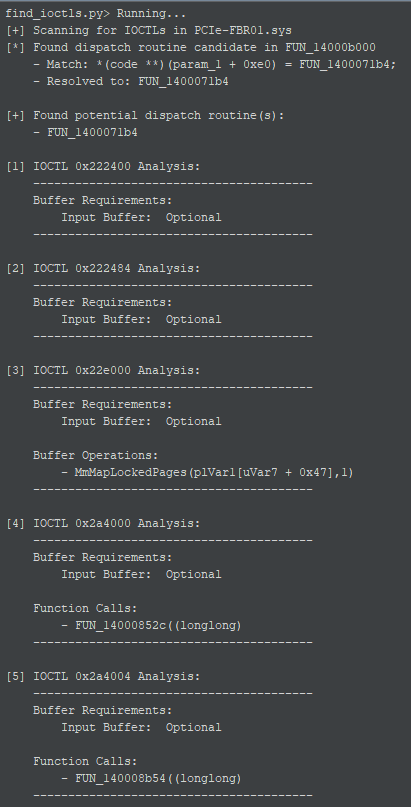 find_ioctls.py> Running...
[+] Scanning for IOCTLs in PCIe-FBR01.sys
[*] Found dispatch routine candidate in FUN_14000b000
    - Match: *(code **)(param_1 + 0xe0) = FUN_1400071b4;
    - Resolved to: FUN_1400071b4

[+] Found potential dispatch routine(s):
    - FUN_1400071b4

[1] IOCTL 0x222400 Analysis:
    ----------------------------------------
    Buffer Requirements:
        Input Buffer:  Optional
    ----------------------------------------

[2] IOCTL 0x222484 Analysis:
    ----------------------------------------
    Buffer Requirements:
        Input Buffer:  Optional
    ----------------------------------------

[3] IOCTL 0x22e000 Analysis:
    ----------------------------------------
    Buffer Requirements:
        Input Buffer:  Optional

    Buffer Operations:
        - MmMapLockedPages(plVar1[uVar7 + 0x47],1)
    ----------------------------------------

[4] IOCTL 0x2a4000 Analysis:
    ----------------------------------------
    Buffer Requirements:
        Input Buffer:  Optional

    Function Calls:
        - FUN_14000852c((longlong)
    ----------------------------------------

[5] IOCTL 0x2a4004 Analysis:
    ----------------------------------------
    Buffer Requirements:
        Input Buffer:  Optional

    Function Calls:
        - FUN_140008b54((longlong)
    ----------------------------------------